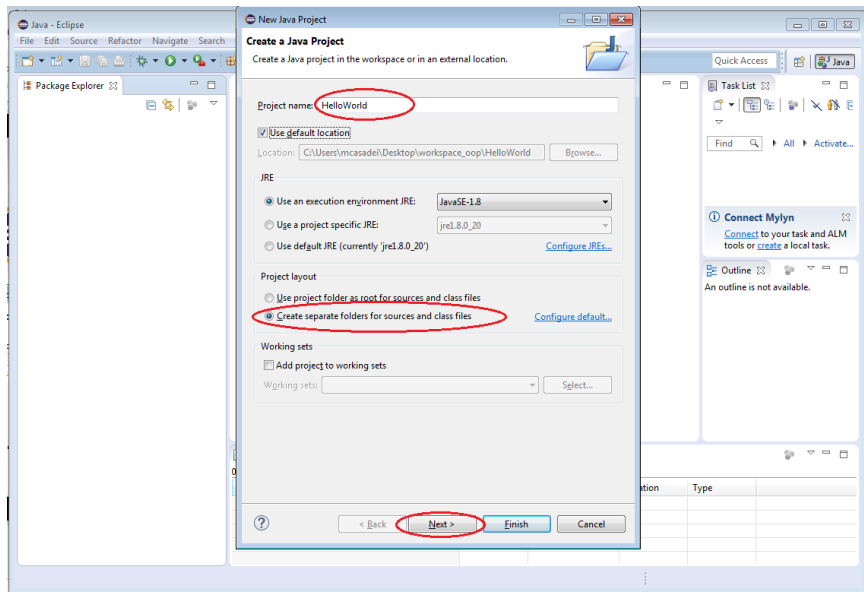 Java - Eclipse
File Edit Source Refactor Navigate Search
Quick Access
Java
Package Explorer
New Java Project
Create a Java Project
Create a Java project in the workspace or in an external location.
Project name: HelloWorld
Use default location
Location: C:\Users\mcasadei\Desktop\workspace_oop\HelloWorld Browse...
JRE
Use an execution environment JRE: JavaSE-1.8
Use a project specific JRE: jre1.8.0_20
Use default JRE (currently 'jre1.8.0_20') Configure JREs...
Project layout
Use project folder as root for sources and class files
Create separate folders for sources and class files Configure default...
Working sets
Add project to working sets
Working sets: Select...
? < Back Next > Finish Cancel
Task List
Find All Activate...
Connect Mylyn
Connect to your task and ALM
tools or create a local task.
Outline
An outline is not available.
Type